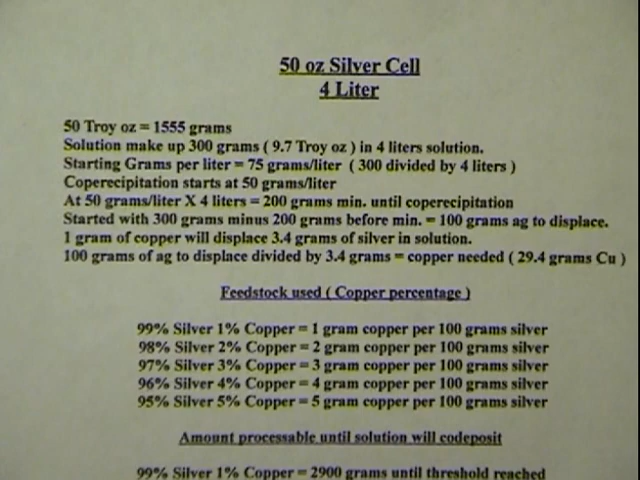 50 oz Silver Cell
4 Liter
50 Troy oz = 1555 grams
Solution make up 300 grams ( 9.7 Troy oz ) in 4 liters solution.
Starting Grams per liter = 75 grams/liter ( 300 divided by 4 liters )
Coperecipitation starts at 50 grams/liter
At 50 grams/liter X 4 liters = 200 grams min. until coperecipitation
Started with 300 grams minus 200 grams before min. = 100 grams ag to displace.
1 gram of copper will displace 3.4 grams of silver in solution.
100 grams of ag to displace divided by 3.4 grams = copper needed ( 29.4 grams Cu )
Feedstock used ( Copper percentage )
99% Silver 1% Copper = 1 gram copper per 100 grams silver
98% Silver 2% Copper = 2 gram copper per 100 grams silver
97% Silver 3% Copper = 3 gram copper per 100 grams silver
96% Silver 4% Copper = 4 gram copper per 100 grams silver
95% Silver 5% Copper = 5 gram copper per 100 grams silver
Amount processable until solution will codeposit
99% Silver 1% Copper = 2900 grams until threshold reached